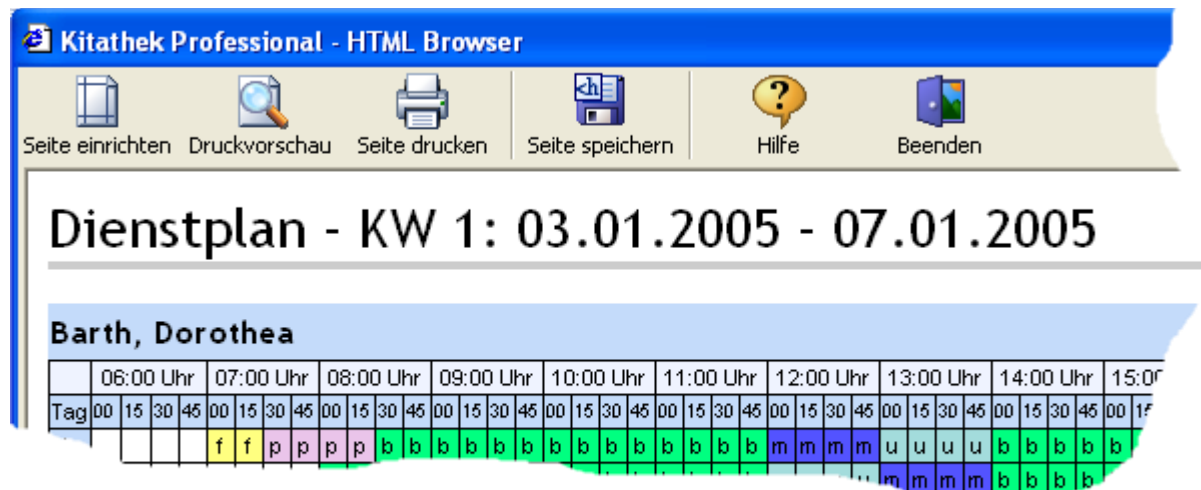 Kitathek Professional - HTML Browser
Seite einrichten Druckvorschau Seite drucken Seite speichern Hilfe Beenden
Dienstplan - KW 1: 03.01.2005 - 07.01.2005
Barth, Dorothea
06:00 Uhr 07:00 Uhr 08:00 Uhr 09:00 Uhr 10:00 Uhr 11:00 Uhr 12:00 Uhr 13:00 Uhr 14:00 Uhr 15:00
Tag 00 15 30 45 00 15 30 45 00 15 30 45 00 15 30 45 00 15 30 45 00 15 30 45 00 15 30 45 00 15 30 45 00 15 30 45 00 15
f f p p p p b b b b b b b b b b b b b b m m m m u u u u b b b b b
u m m m m b b b b